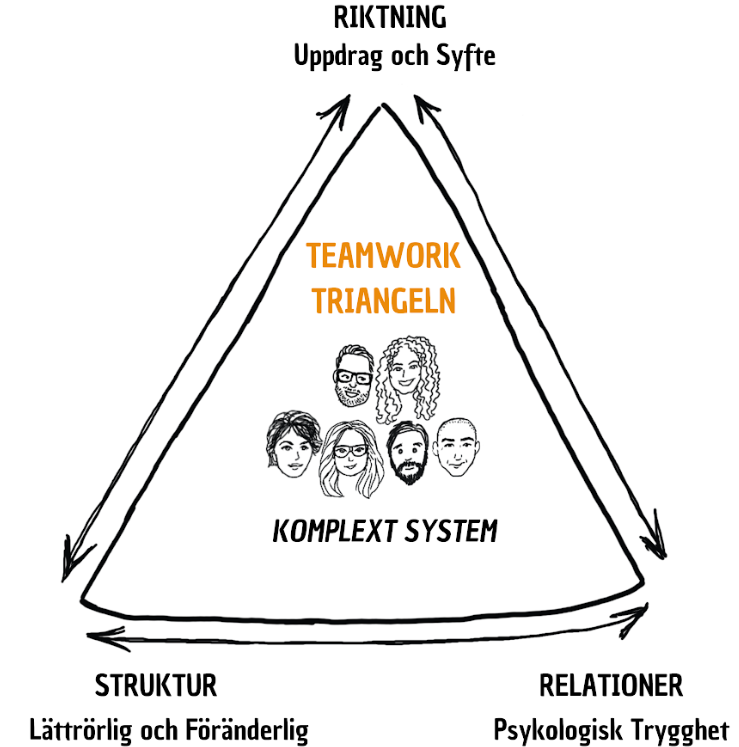 RIKTNING
Uppdrag och Syfte
TEAMWORK
TRIANGELN
KOMPLEXT SYSTEM
STRUKTUR
Lättrörlig och Föränderlig
RELATIONER
Psykologisk Trygghet